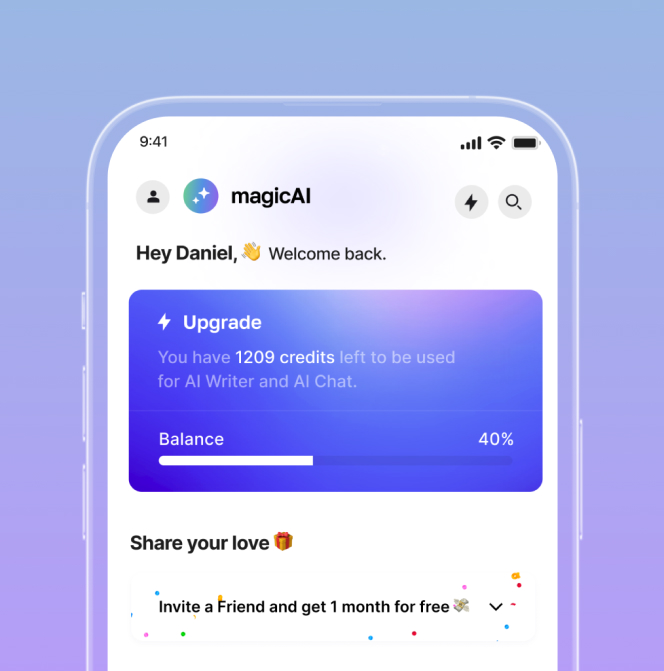 9:41
magicAI
Hey Daniel, 👋 Welcome back.
Upgrade
You have 1209 credits left to be used
for AI Writer and AI Chat.
Balance 40%
Share your love 🎁
Invite a Friend and get 1 month for free 💸